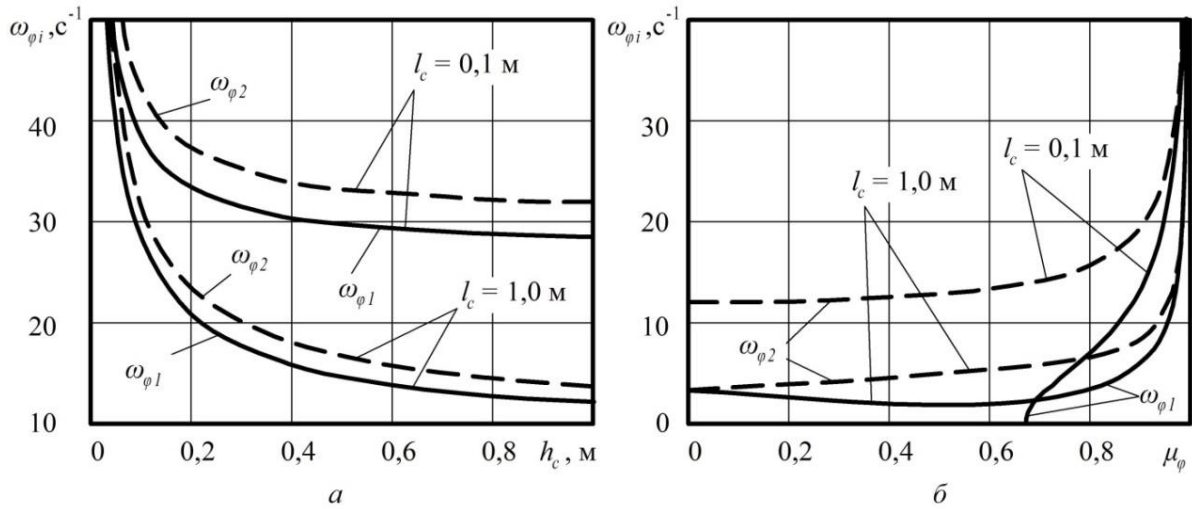 ω_φi, с⁻¹
l_c = 0,1 м
ω_φ2
40
30
ω_φ2
ω_φ1
l_c = 1,0 м
20
ω_φ1
10
0 0,2 0,4 0,6 0,8 h_c, м
а
ω_φi, с⁻¹
30
l_c = 0,1 м
l_c = 1,0 м
20
10
ω_φ2
ω_φ1
0
0 0,2 0,4 0,6 0,8 μ_φ
б